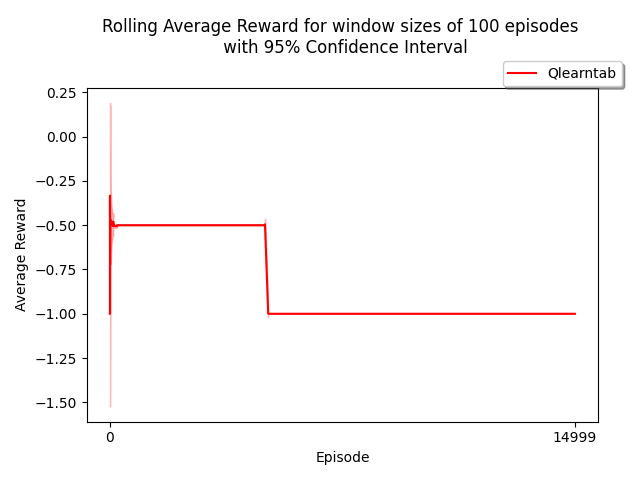 Rolling Average Reward for window sizes of 100 episodes
with 95% Confidence Interval
Qlearntab
0.25
0.00
−0.25
−0.50
−0.75
−1.00
−1.25
−1.50
Average Reward
0
14999
Episode